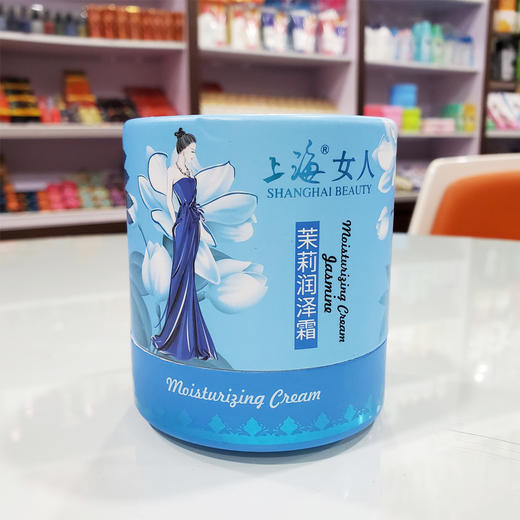 上海®女人
SHANGHAI BEAUTY
茉莉润泽霜
Moisturizing Cream
Jasmine
Moisturizing Cream